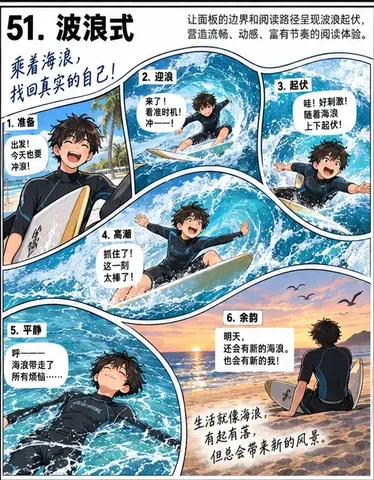 51. 波浪式
让面板的边界和阅读路径呈现波浪起伏，
营造流畅、动感、富有节奏的阅读体验。
乘着海浪，
找回真实的自己！
1. 准备
出发！
今天也要
冲浪！
2. 迎浪
来了！
看准时机！
冲——！
3. 起伏
哇！好刺激！
随着海浪
上下起伏！
4. 高潮
抓住了！
这一刻
太棒了！
5. 平静
呼———
海浪带走了
所有烦恼……
6. 余韵
明天，
还会有新的海浪。
也会有新的我！
生活就像海浪，
有起有落，
但总会带来新的风景。